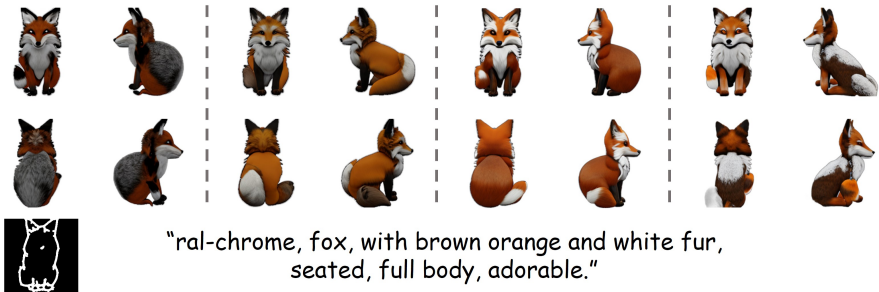 “ral-chrome, fox, with brown orange and white fur,
seated, full body, adorable.”